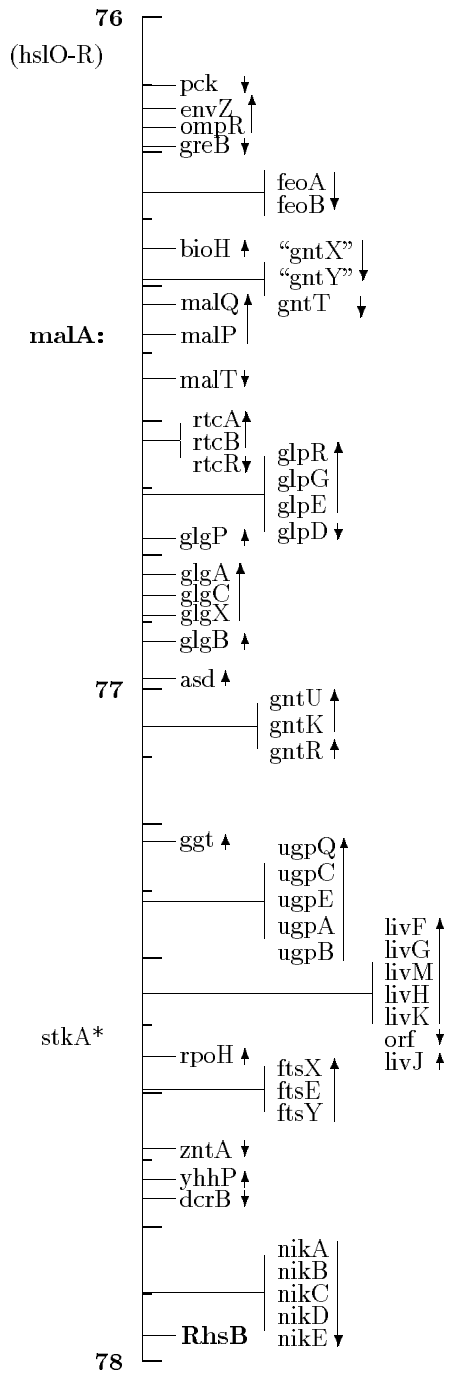 76
(hslO-R)
pck
envZ
ompR
greB
feoA
feoB
bioH
“gntX”
“gntY”
malQ
gntT
malA:
malP
malT
rtcA
rtcB
rtcR
glpR
glpG
glpE
glpD
glgP
glgA
glgC
glgX
glgB
asd
77
gntU
gntK
gntR
ggt
ugpQ
ugpC
ugpE
ugpA
ugpB
livF
livG
livM
livH
livK
orf
livJ
stkA*
rpoH
ftsX
ftsE
ftsY
zntA
yhhP
dcrB
nikA
nikB
nikC
nikD
nikE
RhsB
78